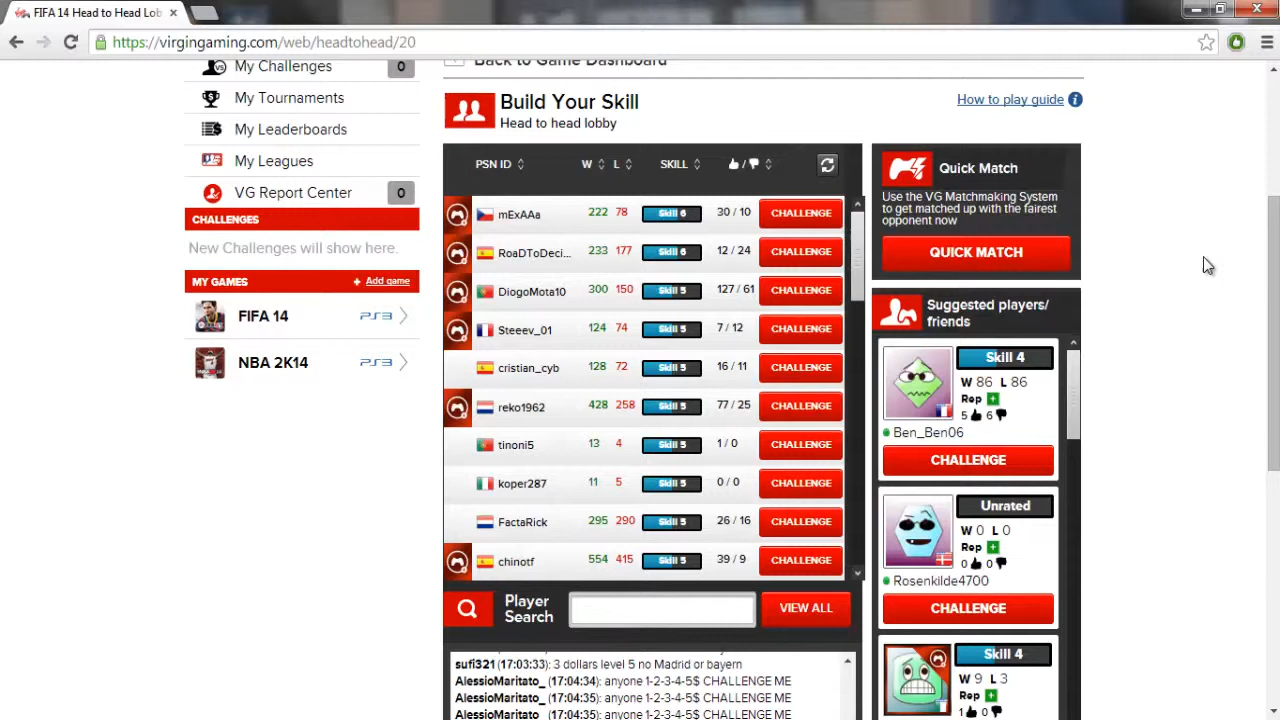 FIFA 14 Head to Head Lob
https://virgingaming.com/web/headtohead/20
My Challenges 0
My Tournaments
My Leaderboards
My Leagues
VG Report Center 0
CHALLENGES
New Challenges will show here.
MY GAMES + Add game
FIFA 14 PS3
NBA 2K14 PS3
Back to Game Dashboard
Build Your Skill
Head to head lobby
How to play guide i
PSN ID W L SKILL /
mExAAa 222 78 Skill 6 30 / 10 CHALLENGE
RoaDToDeci... 233 177 Skill 6 12 / 24 CHALLENGE
DiogoMota10 300 150 Skill 5 127 / 61 CHALLENGE
Steeev_01 124 74 Skill 5 7 / 12 CHALLENGE
cristian_cyb 128 72 Skill 5 16 / 11 CHALLENGE
reko1962 428 258 Skill 5 77 / 25 CHALLENGE
tinoni5 13 4 Skill 5 1 / 0 CHALLENGE
koper287 11 5 Skill 5 0 / 0 CHALLENGE
FactaRick 295 290 Skill 5 26 / 16 CHALLENGE
chinotf 554 415 Skill 5 39 / 9 CHALLENGE
Player
Search
VIEW ALL
sufi321 (17:03:33): 3 dollars level 5 no Madrid or bayern
AlessioMaritato_ (17:04:34): anyone 1-2-3-4-5$ CHALLENGE ME
AlessioMaritato_ (17:04:35): anyone 1-2-3-4-5$ CHALLENGE ME
AlessioMaritato_ (17:04:35): anyone 1-2-3-4-5$ CHALLENGE ME
Quick Match
Use the VG Matchmaking System
to get matched up with the fairest
opponent now
QUICK MATCH
Suggested players/
friends
Skill 4
W 86 L 86
Rep +
5 6
Ben_Ben06
CHALLENGE
Unrated
W 0 L 0
Rep +
0 0
Rosenkilde4700
CHALLENGE
Skill 4
W 9 L 3
Rep +
1 0